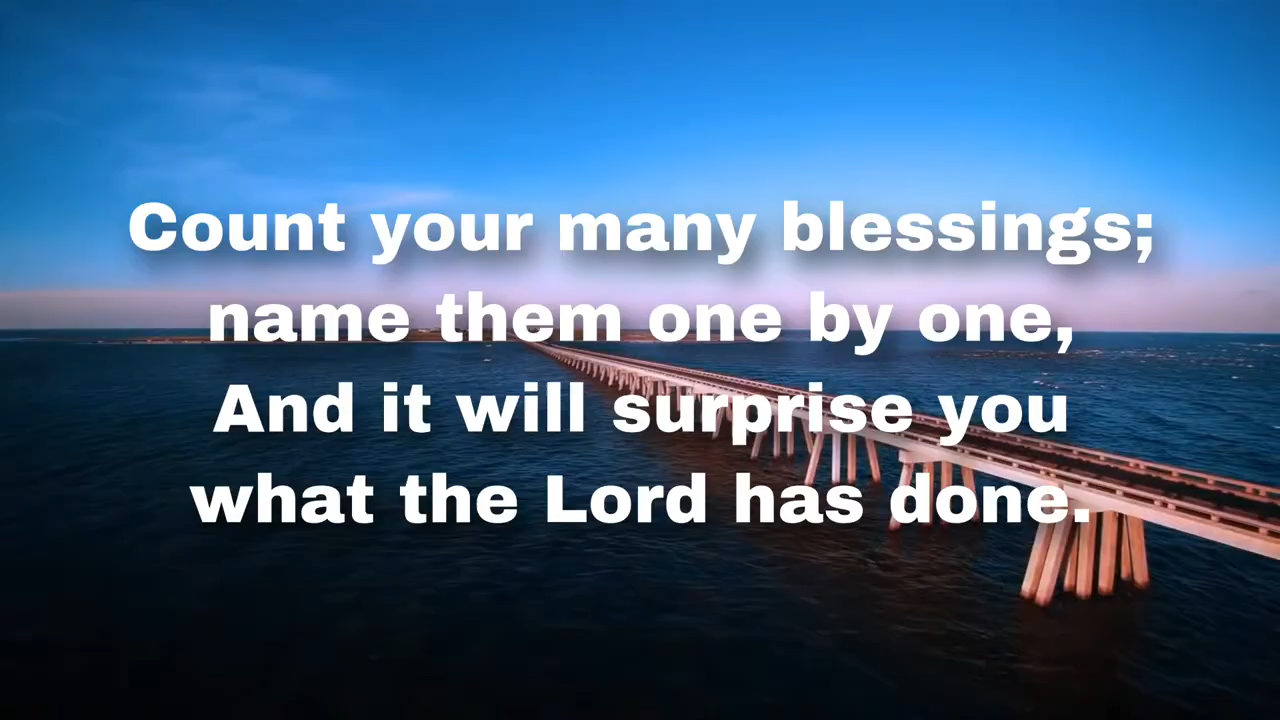 Count your many blessings;
name them one by one,
And it will surprise you
what the Lord has done.